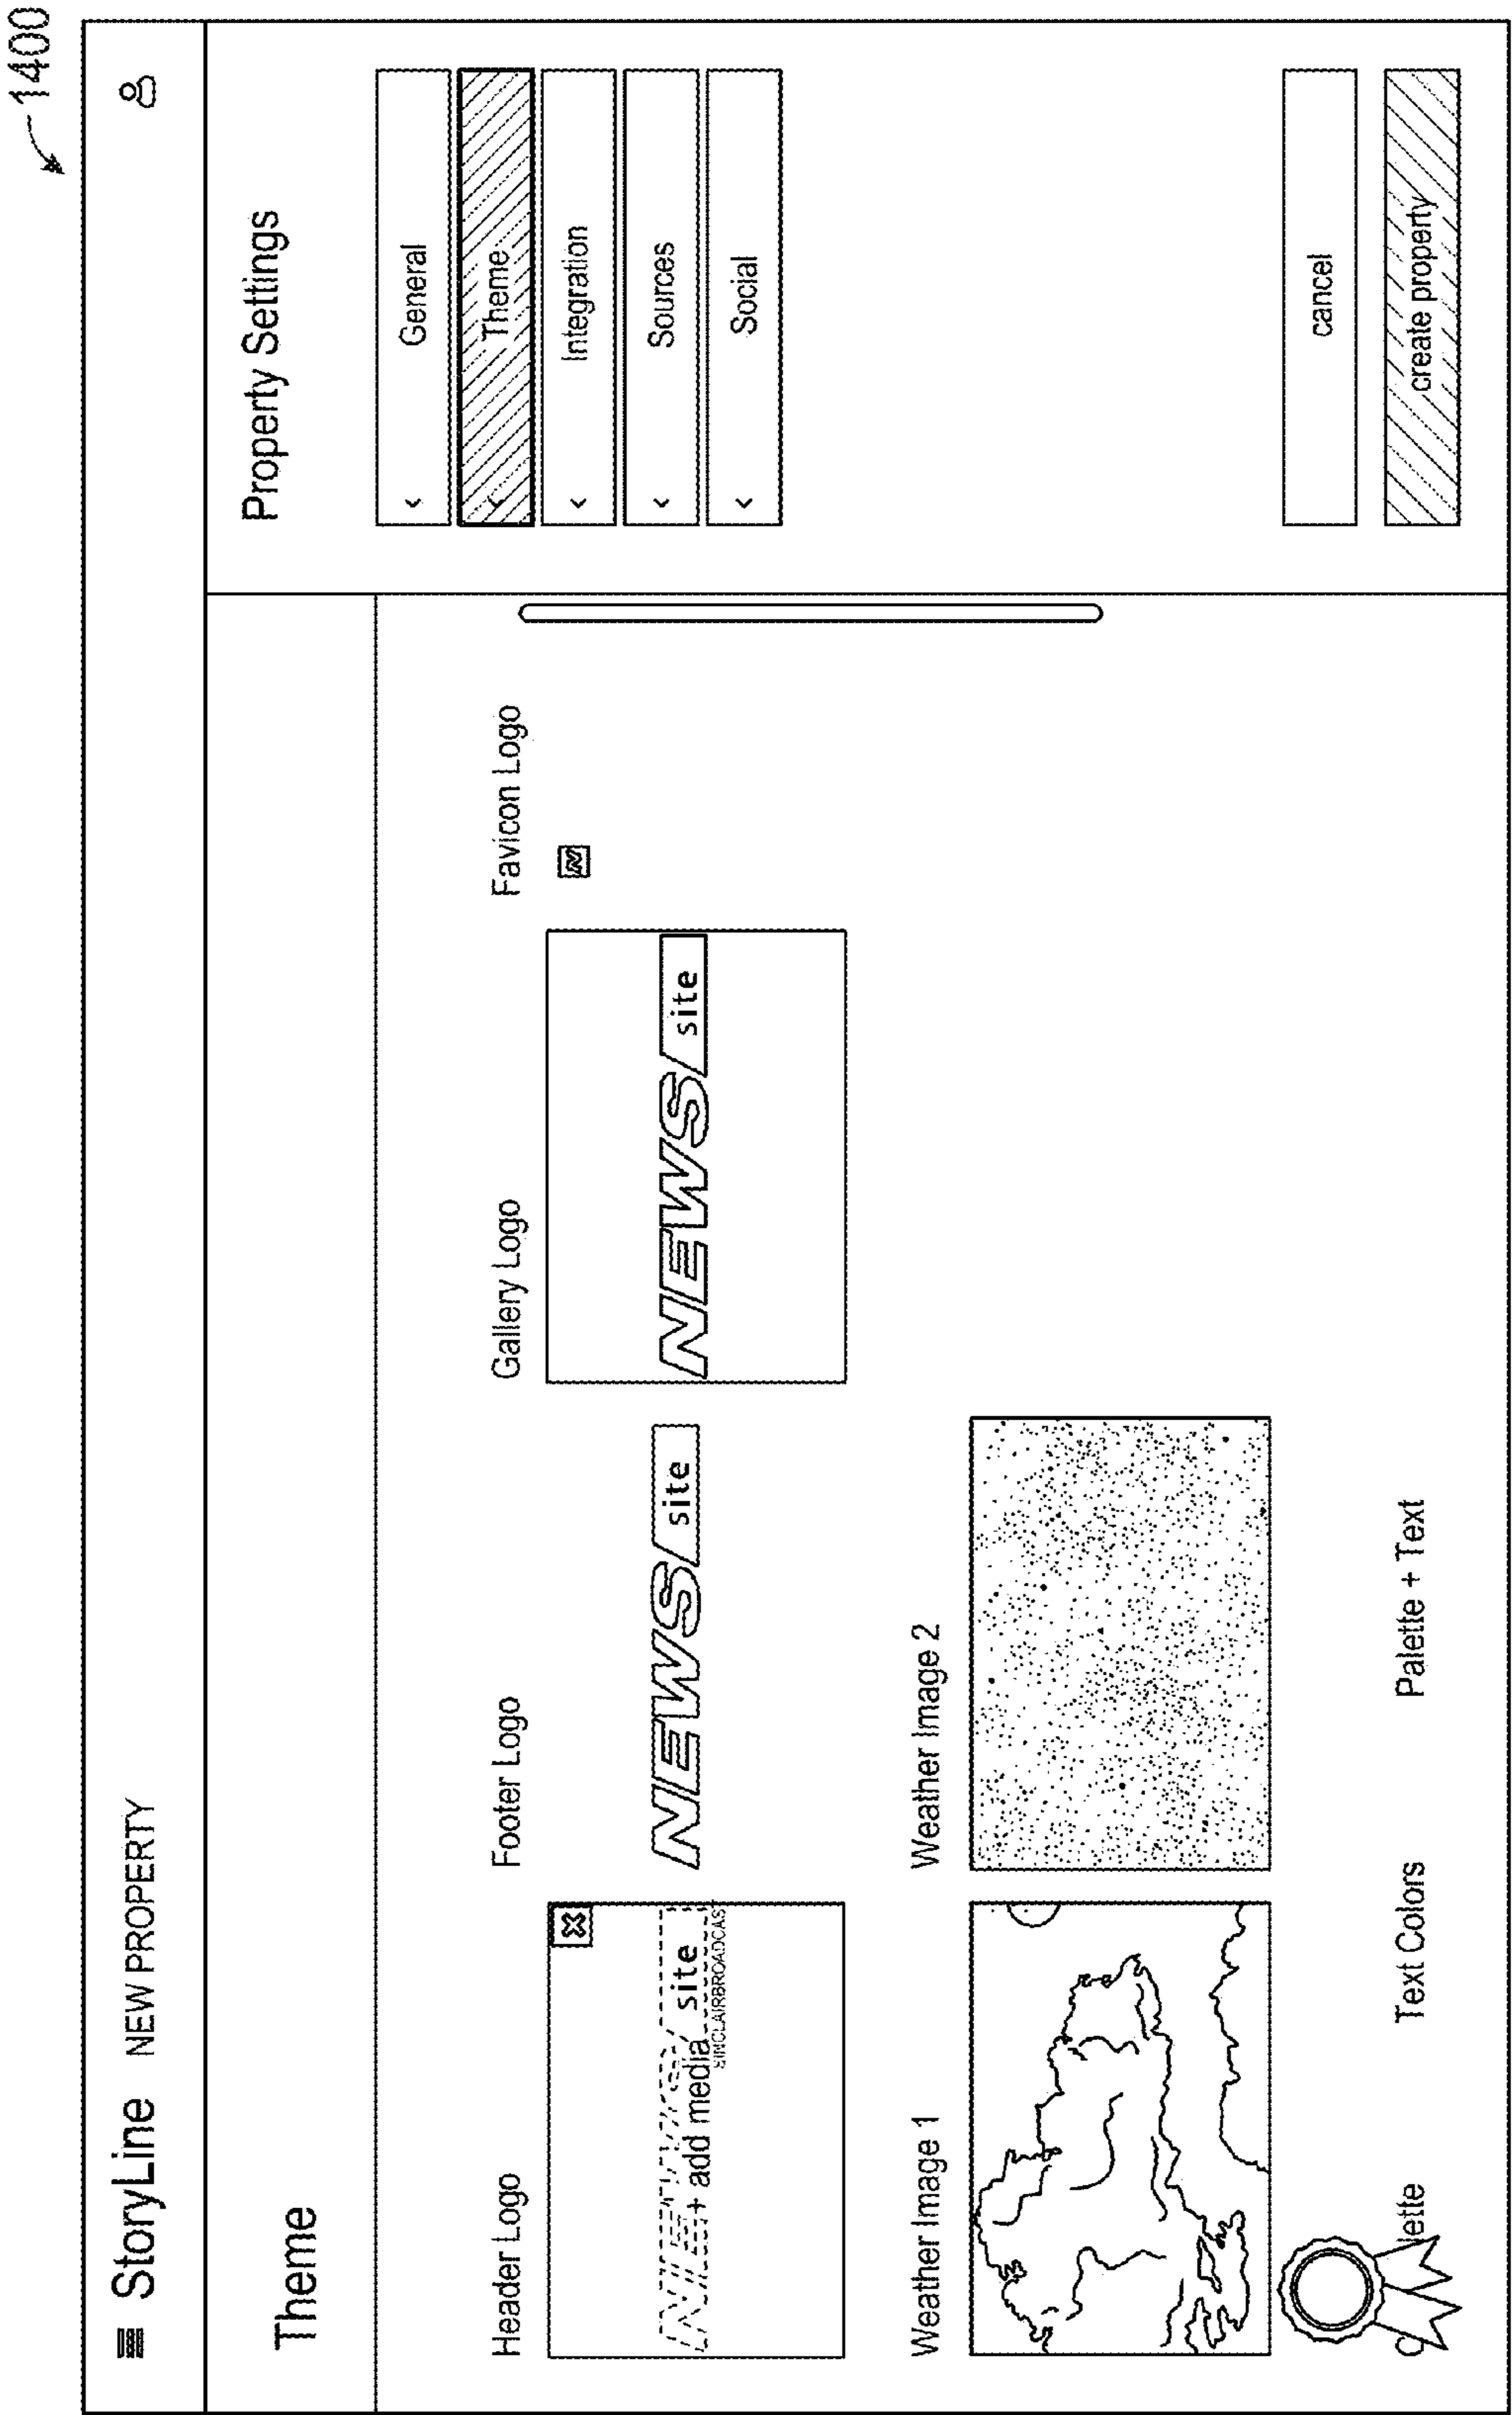 1400
StoryLine NEW PROPERTY
Theme
Property Settings
Header Logo
Footer Logo
Gallery Logo
Favicon Logo
NEWS site
+ add media
SINCLAIRBROADCAS
NEWS site
NEWS site
N
Weather Image 1
Weather Image 2
Text Colors
Palette + Text
General
Theme
Integration
Sources
Social
cancel
create property